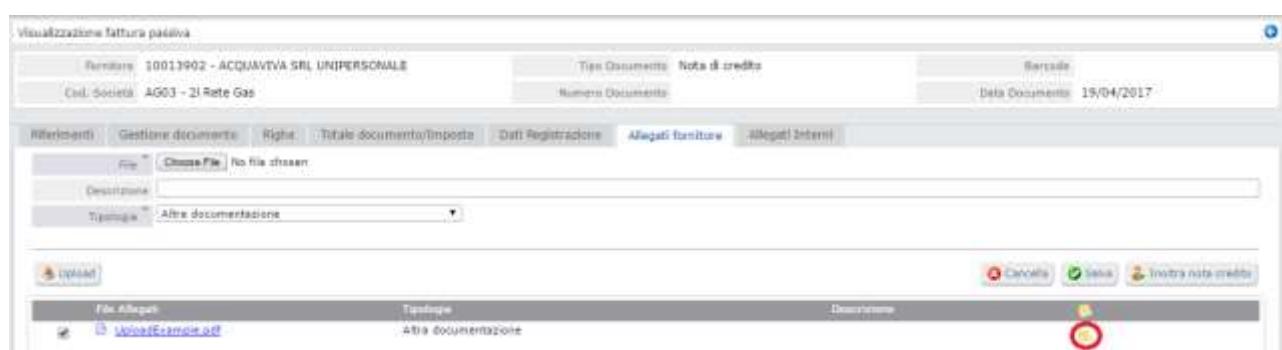 Visualizzazione fattura passiva
Fornitore 10013902 - ACQUAVIVA SRL UNIPERSONALE Tipo Documento Nota di credito Barcode
Cod. Società AG03 - 2i Rete Gas Numero Documento Data Documento 19/04/2017
Riferimenti Gestione documento Righe Totale documento/Imposte Dati Registrazione Allegati fornitore Allegati Interni
File * Choose File No file chosen
Descrizione
Tipologia * Altra documentazione
Upload Cancella Salva Inoltra nota credito
File Allegati Tipologia Descrizione
UploadExample.pdf Altra documentazione